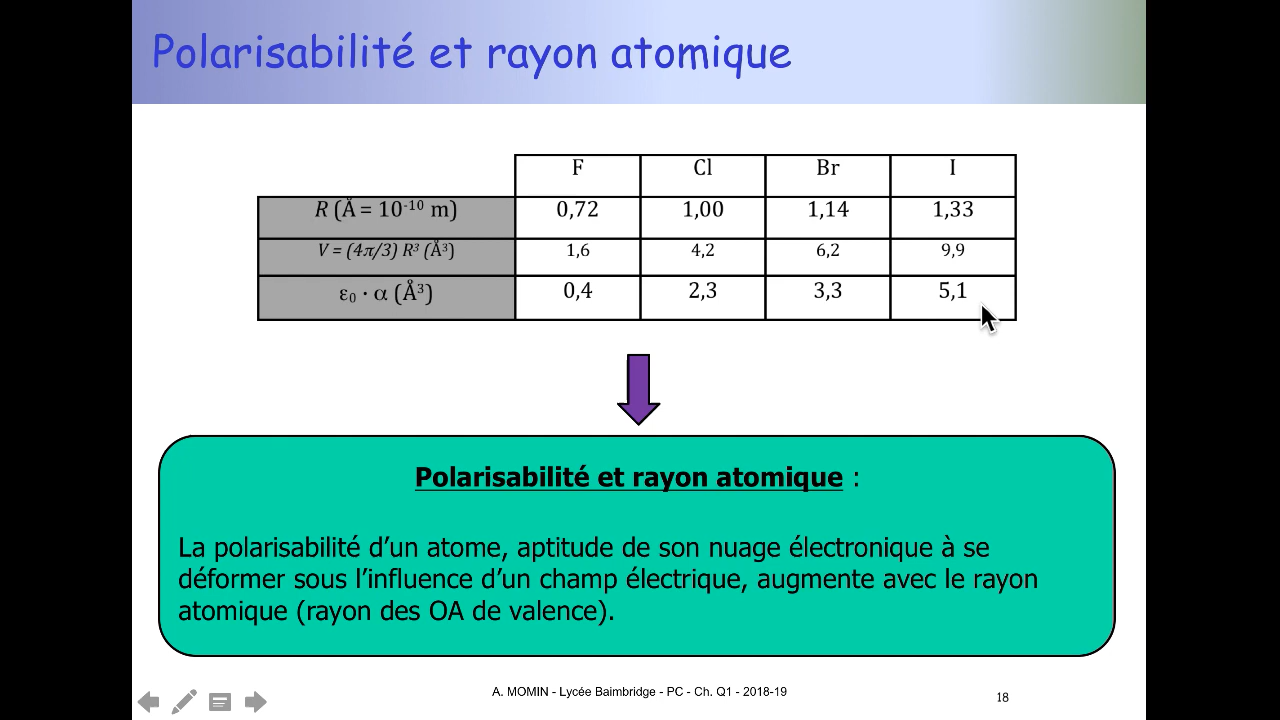 Polarisabilité et rayon atomique
F Cl Br I
R (Å = 10⁻¹⁰ m) 0,72 1,00 1,14 1,33
V = (4π/3) R³ (Å³) 1,6 4,2 6,2 9,9
ε₀ · α (Å³) 0,4 2,3 3,3 5,1
Polarisabilité et rayon atomique :
La polarisabilité d’un atome, aptitude de son nuage électronique à se
déformer sous l’influence d’un champ électrique, augmente avec le rayon
atomique (rayon des OA de valence).
A. MOMIN - Lycée Baimbridge - PC - Ch. Q1 - 2018-19
18